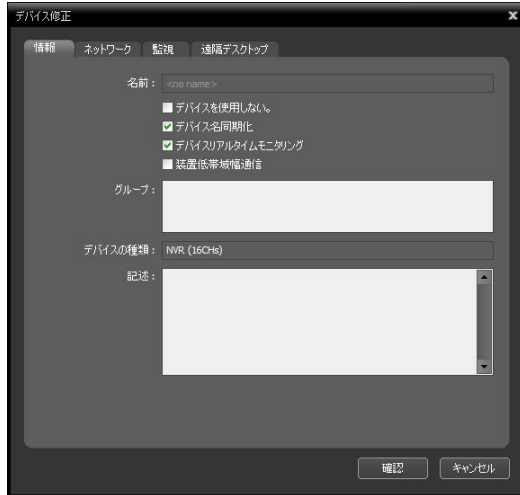 デバイス修正
情報 ネットワーク 監視 遠隔デスクトップ
名前 : <no name>
デバイスを使用しない。
デバイス名同期化
デバイスリアルタイムモニタリング
装置低帯域幅通信
グループ :
デバイスの種類 : NVR (16CHs)
記述 :
確認 キャンセル